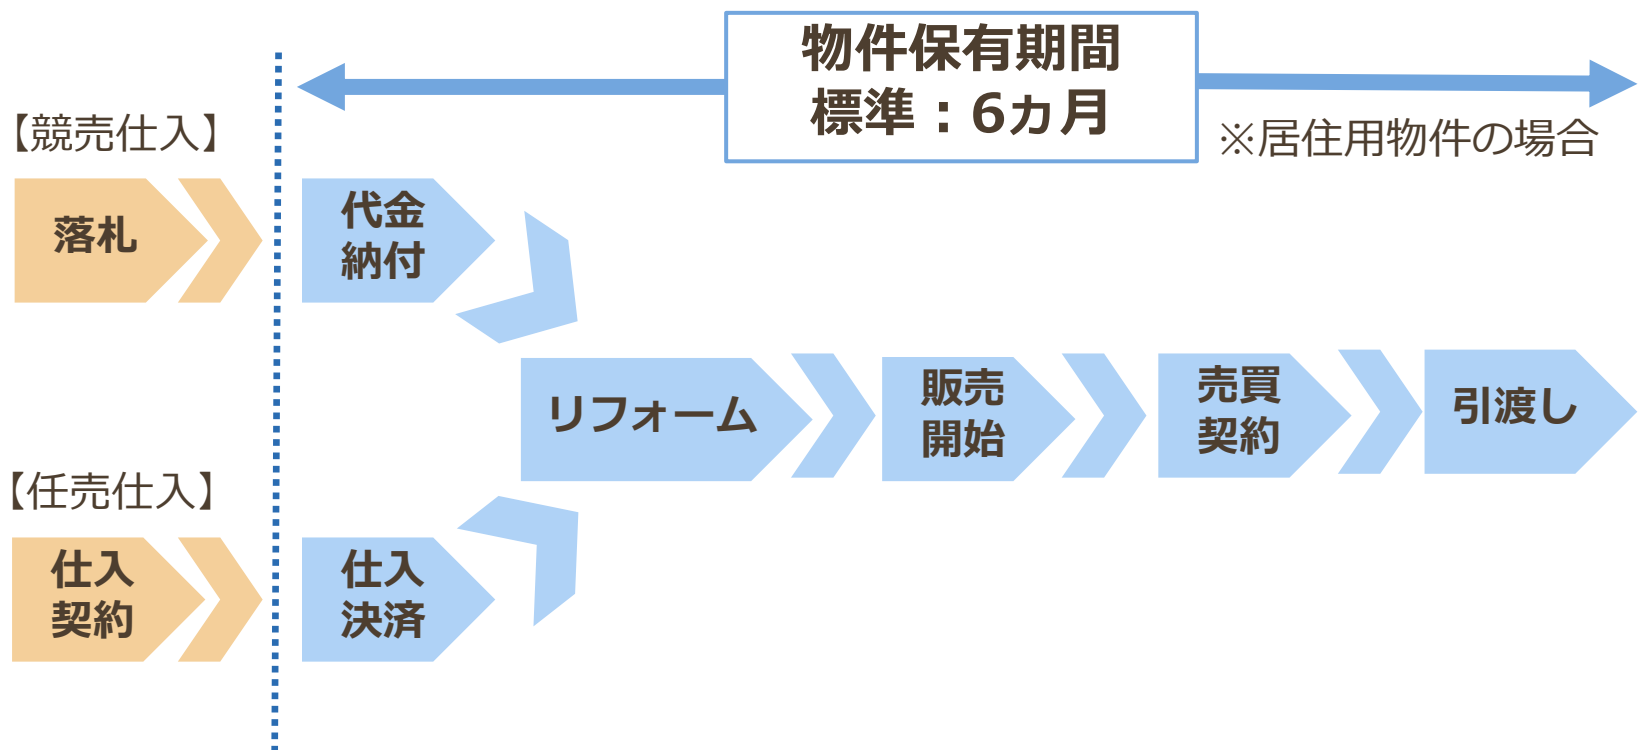 物件保有期間
標準：6ヵ月
※居住用物件の場合
【競売仕入】
落札
代金
納付
リフォーム
販売
開始
売買
契約
引渡し
【任売仕入】
仕入
契約
仕入
決済